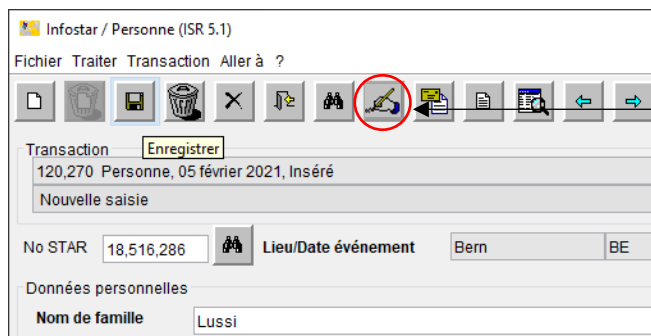 Infostar / Personne (ISR 5.1)
Fichier Traiter Transaction Aller à ?
Enregistrer
Transaction
120,270 Personne, 05 février 2021, Inséré
Nouvelle saisie
No STAR 18,516,286 Lieu/Date événement Bern BE
Données personnelles
Nom de famille Lussi